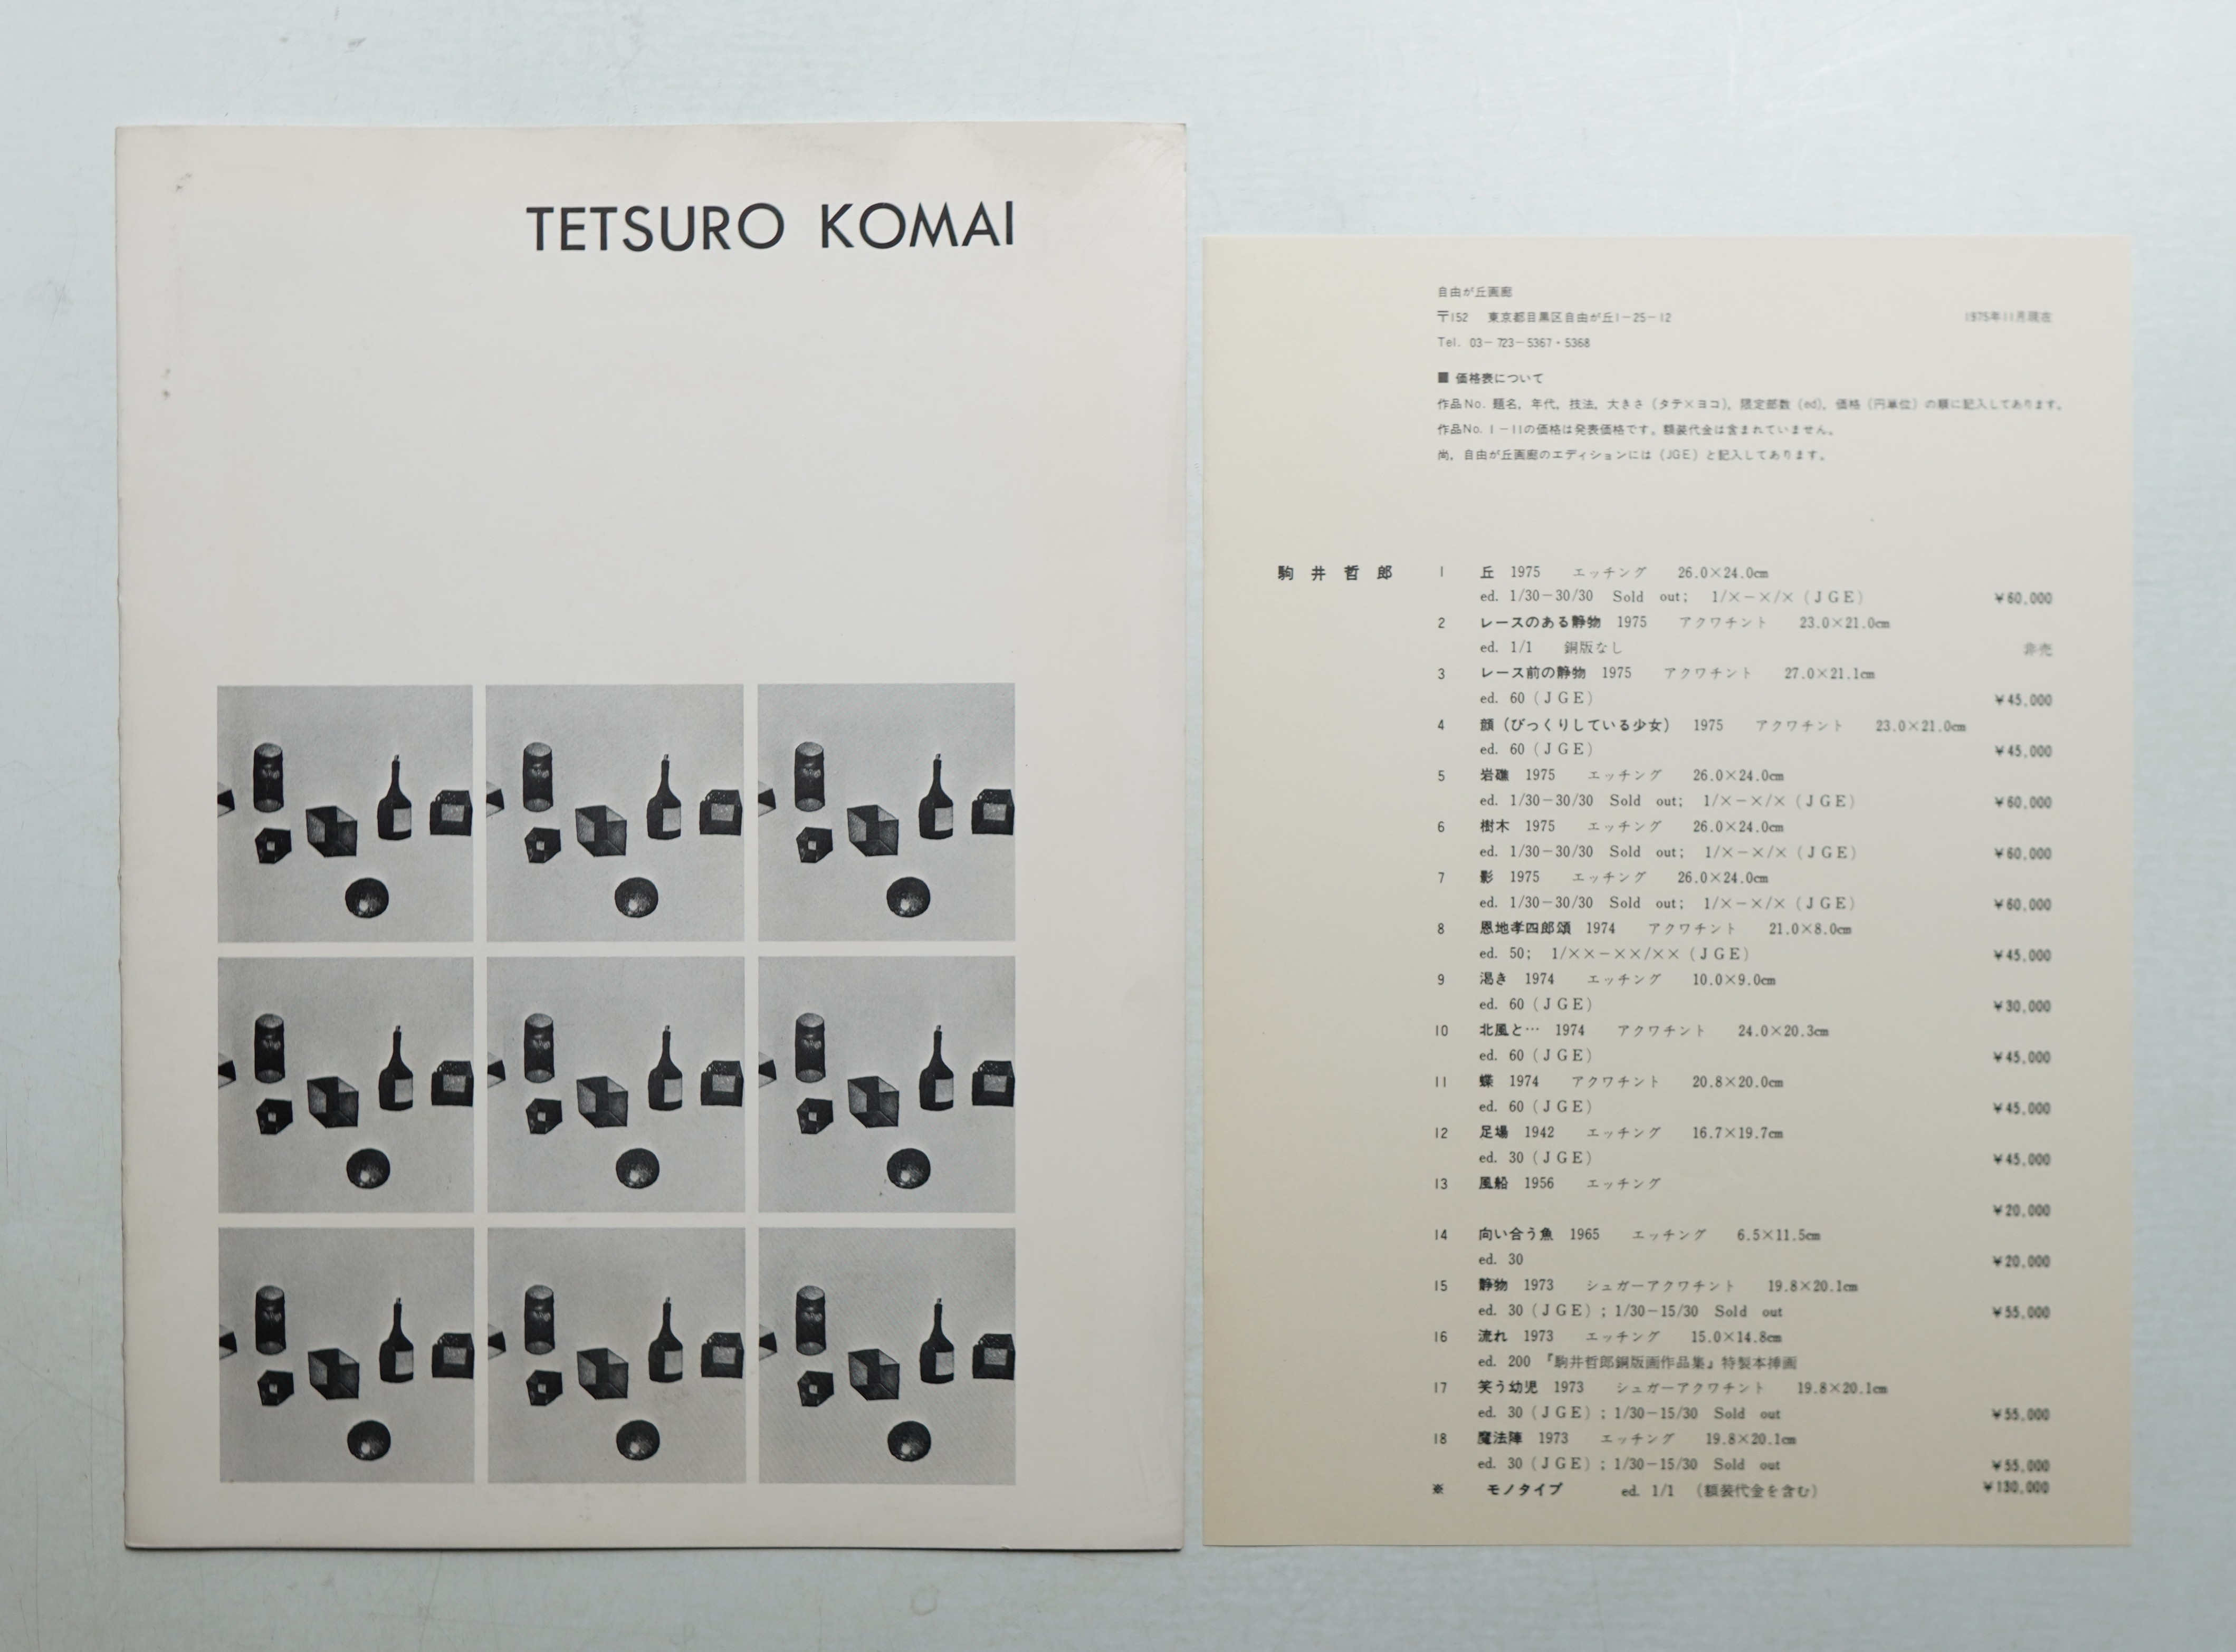 TETSURO KOMAI
自由が丘画廊
〒152 東京都目黒区自由が丘1-25-12 1975年11月現在
Tel. 03-723-5367・5368
■ 価格表について
作品No. 題名, 年代, 技法, 大きさ (タテ×ヨコ), 限定部数 (ed), 価格 (円単位) の順に記入してあります。
作品No. 1-11の価格は発表価格です。額装代金は含まれていません。
尚, 自由が丘画廊のエディションには (JGE) と記入してあります。
駒井哲郎 1 丘 1975 エッチング 26.0×24.0cm
ed. 1/30-30/30 Sold out; 1/×-×/× (JGE) ¥60,000
2 レースのある静物 1975 アクワチント 23.0×21.0cm
ed. 1/1 銅版なし 非売
3 レース前の静物 1975 アクワチント 27.0×21.1cm
ed. 60 (JGE) ¥45,000
4 顔 (びっくりしている少女) 1975 アクワチント 23.0×21.0cm
ed. 60 (JGE) ¥45,000
5 岩礁 1975 エッチング 26.0×24.0cm
ed. 1/30-30/30 Sold out; 1/×-×/× (JGE) ¥60,000
6 樹木 1975 エッチング 26.0×24.0cm
ed. 1/30-30/30 Sold out; 1/×-×/× (JGE) ¥60,000
7 影 1975 エッチング 26.0×24.0cm
ed. 1/30-30/30 Sold out; 1/×-×/× (JGE) ¥60,000
8 恩地孝四郎頌 1974 アクワチント 21.0×8.0cm
ed. 50; 1/××-××/×× (JGE) ¥45,000
9 渇き 1974 エッチング 10.0×9.0cm
ed. 60 (JGE) ¥30,000
10 北風と… 1974 アクワチント 24.0×20.3cm
ed. 60 (JGE) ¥45,000
11 蝶 1974 アクワチント 20.8×20.0cm
ed. 60 (JGE) ¥45,000
12 足場 1942 エッチング 16.7×19.7cm
ed. 30 (JGE) ¥45,000
13 風船 1956 エッチング
¥20,000
14 向い合う魚 1965 エッチング 6.5×11.5cm
ed. 30 ¥20,000
15 静物 1973 シュガーアクワチント 19.8×20.1cm
ed. 30 (JGE) ; 1/30-15/30 Sold out ¥55,000
16 流れ 1973 エッチング 15.0×14.8cm
ed. 200 『駒井哲郎銅版画作品集』特製本挿画
17 笑う幼児 1973 シュガーアクワチント 19.8×20.1cm
ed. 30 (JGE) ; 1/30-15/30 Sold out ¥55,000
18 魔法陣 1973 エッチング 19.8×20.1cm
ed. 30 (JGE) ; 1/30-15/30 Sold out ¥55,000
※ モノタイプ ed. 1/1 (額装代金を含む) ¥130,000